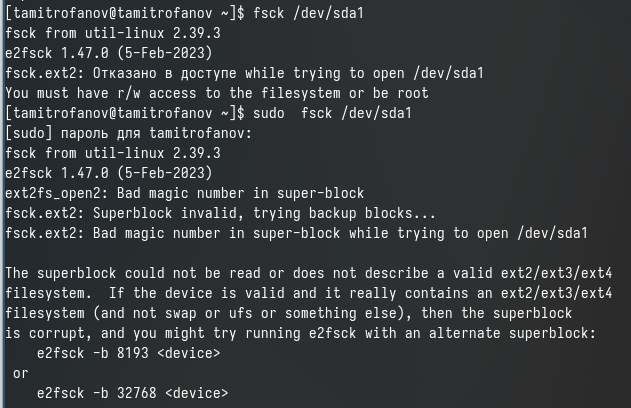 [tamitrofanov@tamitrofanov ~]$ fsck /dev/sda1
fsck from util-linux 2.39.3
e2fsck 1.47.0 (5-Feb-2023)
fsck.ext2: Отказано в доступе while trying to open /dev/sda1
You must have r/w access to the filesystem or be root
[tamitrofanov@tamitrofanov ~]$ sudo  fsck /dev/sda1
[sudo] пароль для tamitrofanov:
fsck from util-linux 2.39.3
e2fsck 1.47.0 (5-Feb-2023)
ext2fs_open2: Bad magic number in super-block
fsck.ext2: Superblock invalid, trying backup blocks...
fsck.ext2: Bad magic number in super-block while trying to open /dev/sda1

The superblock could not be read or does not describe a valid ext2/ext3/ext4
filesystem.  If the device is valid and it really contains an ext2/ext3/ext4
filesystem (and not swap or ufs or something else), then the superblock
is corrupt, and you might try running e2fsck with an alternate superblock:
    e2fsck -b 8193 <device>
 or
    e2fsck -b 32768 <device>